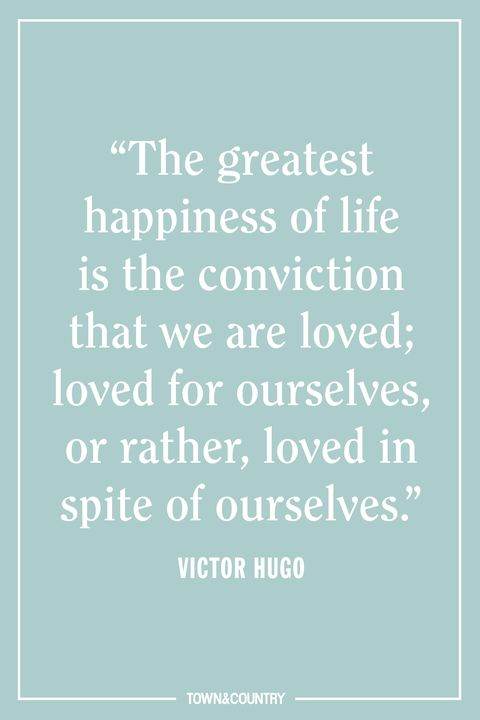 “The greatest
happiness of life
is the conviction
that we are loved;
loved for ourselves,
or rather, loved in
spite of ourselves.”
VICTOR HUGO
TOWN&COUNTRY